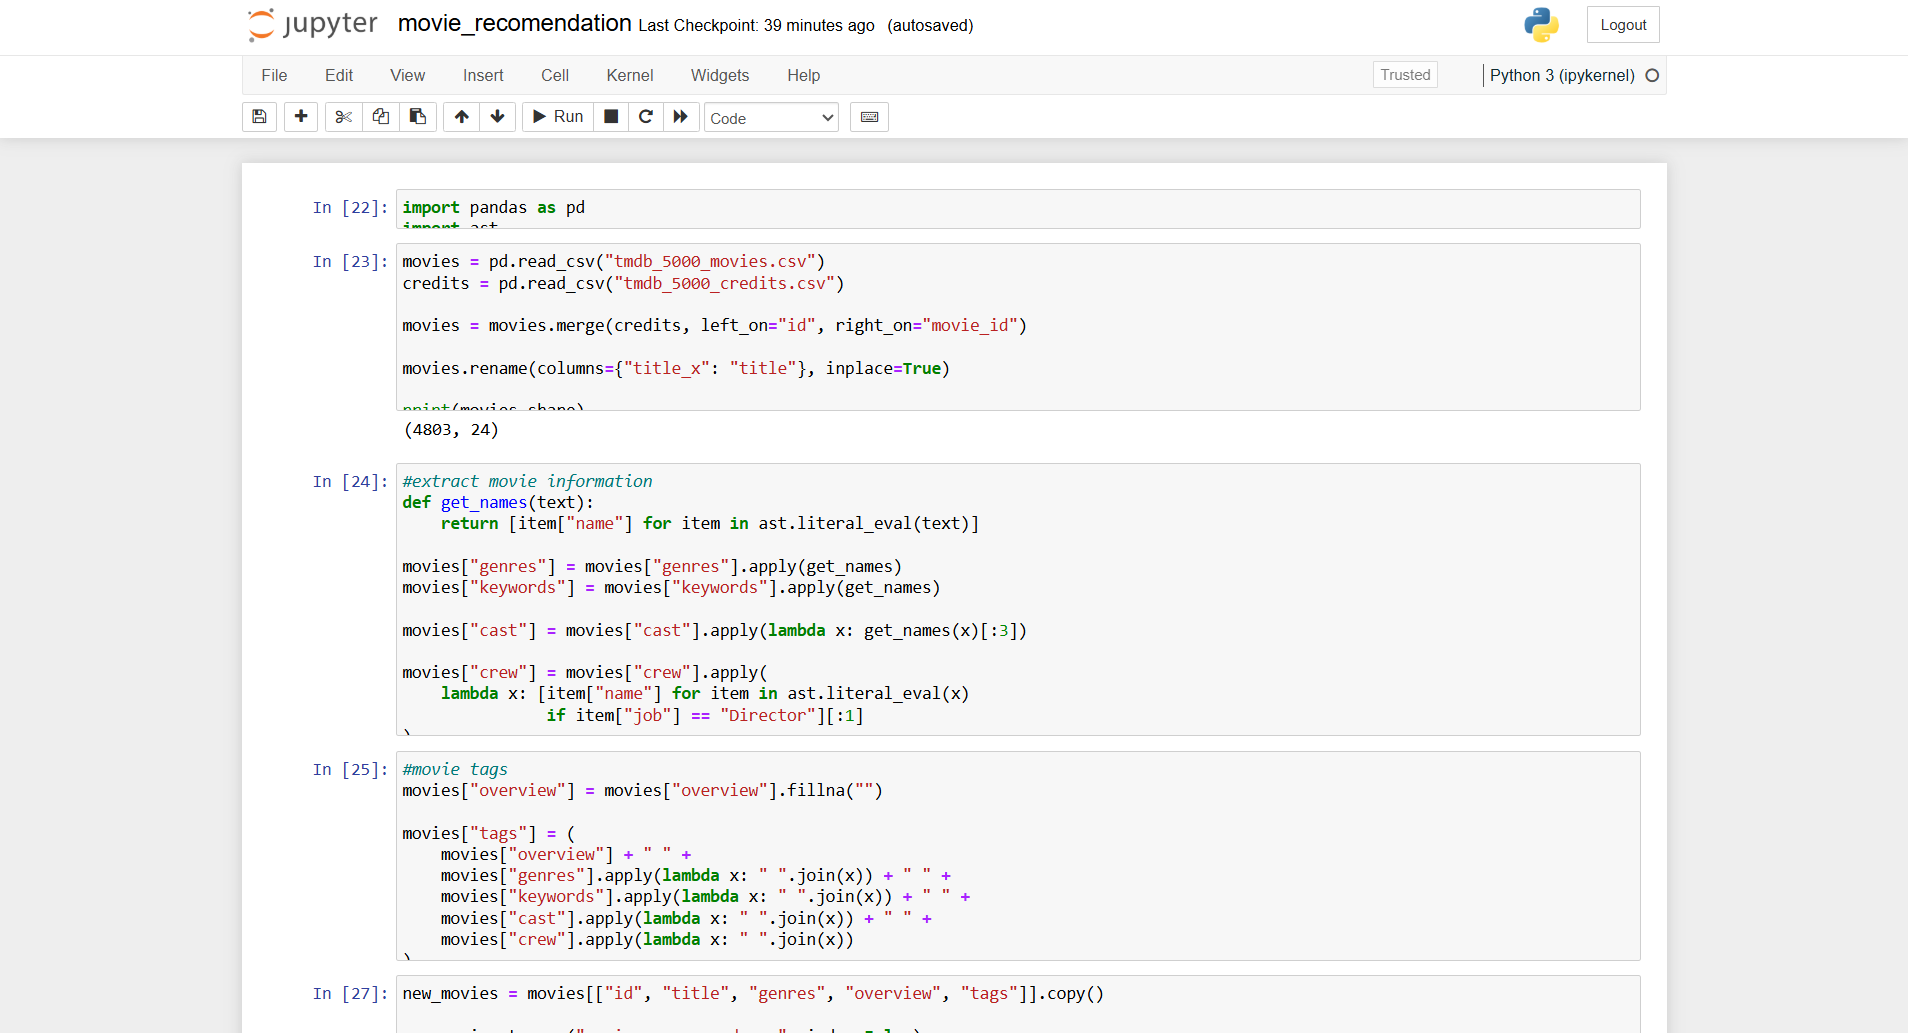 jupyter movie_recomendation Last Checkpoint: 39 minutes ago (autosaved) Logout
File Edit View Insert Cell Kernel Widgets Help Trusted Python 3 (ipykernel)
Run Code
In [22]: import pandas as pd
import ast
In [23]: movies = pd.read_csv("tmdb_5000_movies.csv")
credits = pd.read_csv("tmdb_5000_credits.csv")
movies = movies.merge(credits, left_on="id", right_on="movie_id")
movies.rename(columns={"title_x": "title"}, inplace=True)
print(movies.shape)
(4803, 24)
In [24]: #extract movie information
def get_names(text):
    return [item["name"] for item in ast.literal_eval(text)]
movies["genres"] = movies["genres"].apply(get_names)
movies["keywords"] = movies["keywords"].apply(get_names)
movies["cast"] = movies["cast"].apply(lambda x: get_names(x)[:3])
movies["crew"] = movies["crew"].apply(
    lambda x: [item["name"] for item in ast.literal_eval(x)
               if item["job"] == "Director"][:1]
)
In [25]: #movie tags
movies["overview"] = movies["overview"].fillna("")
movies["tags"] = (
    movies["overview"] + " " +
    movies["genres"].apply(lambda x: " ".join(x)) + " " +
    movies["keywords"].apply(lambda x: " ".join(x)) + " " +
    movies["cast"].apply(lambda x: " ".join(x)) + " " +
    movies["crew"].apply(lambda x: " ".join(x))
)
In [27]: new_movies = movies[["id", "title", "genres", "overview", "tags"]].copy()